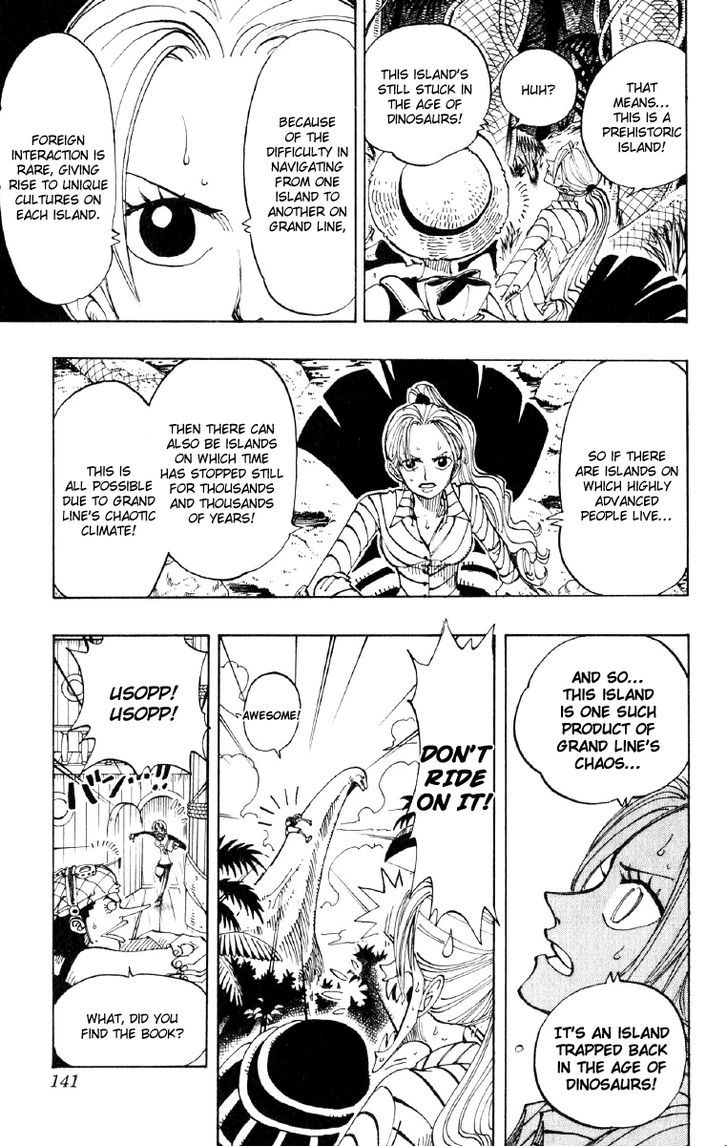 THAT
MEANS...
THIS IS A
PREHISTORIC
ISLAND!
HUH?
THIS ISLAND'S
STILL STUCK IN
THE AGE OF
DINOSAURS!
BECAUSE
OF THE
DIFFICULTY IN
NAVIGATING
FROM ONE
ISLAND TO
ANOTHER ON
GRAND LINE,
FOREIGN
INTERACTION IS
RARE, GIVING
RISE TO UNIQUE
CULTURES ON
EACH ISLAND.
SO IF THERE
ARE ISLANDS ON
WHICH HIGHLY
ADVANCED
PEOPLE LIVE...
THEN THERE CAN
ALSO BE ISLANDS
ON WHICH TIME
HAS STOPPED STILL
FOR THOUSANDS
AND THOUSANDS
OF YEARS!
THIS IS
ALL POSSIBLE
DUE TO GRAND
LINE'S CHAOTIC
CLIMATE!
AND SO...
THIS ISLAND
IS ONE SUCH
PRODUCT OF
GRAND LINE'S
CHAOS...
IT'S AN ISLAND
TRAPPED BACK
IN THE AGE OF
DINOSAURS!
DON'T
RIDE
ON IT!
AWESOME!
USOPP!
USOPP!
WHAT, DID YOU
FIND THE BOOK?
141